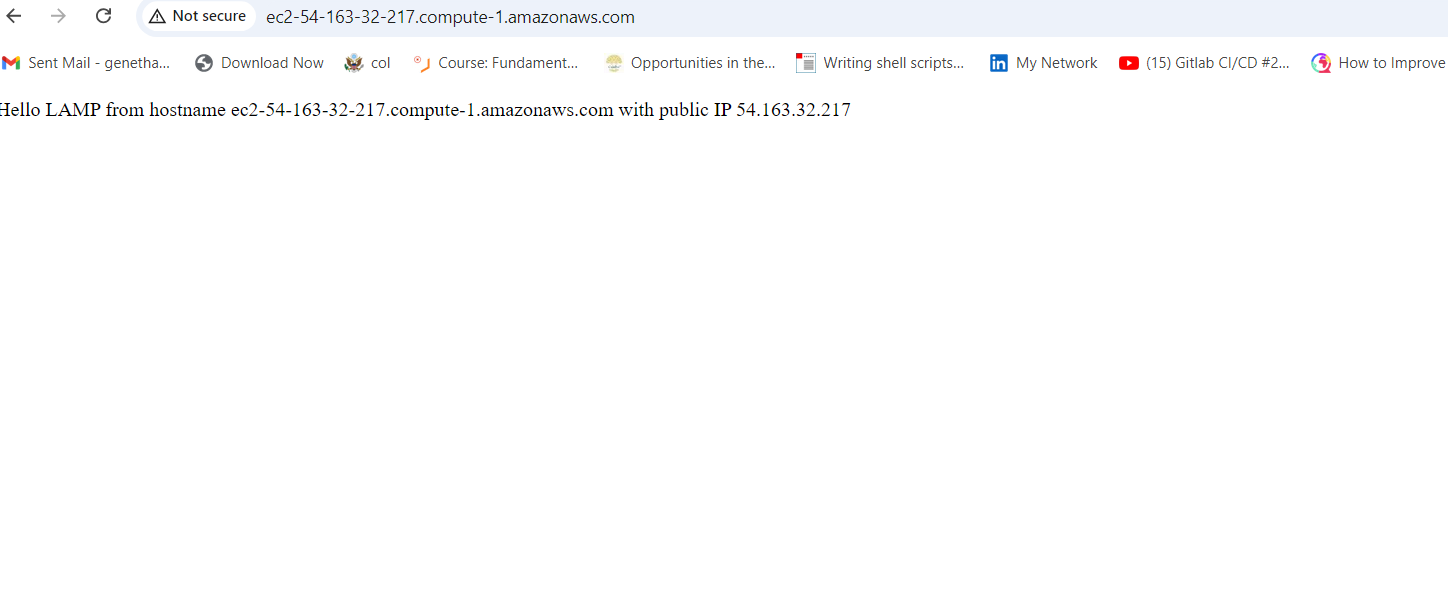 Not secure ec2-54-163-32-217.compute-1.amazonaws.com
Sent Mail - genetha... Download Now col Course: Fundament... Opportunities in the... Writing shell scripts... My Network (15) Gitlab CI/CD #2... How to Improve
Hello LAMP from hostname ec2-54-163-32-217.compute-1.amazonaws.com with public IP 54.163.32.217